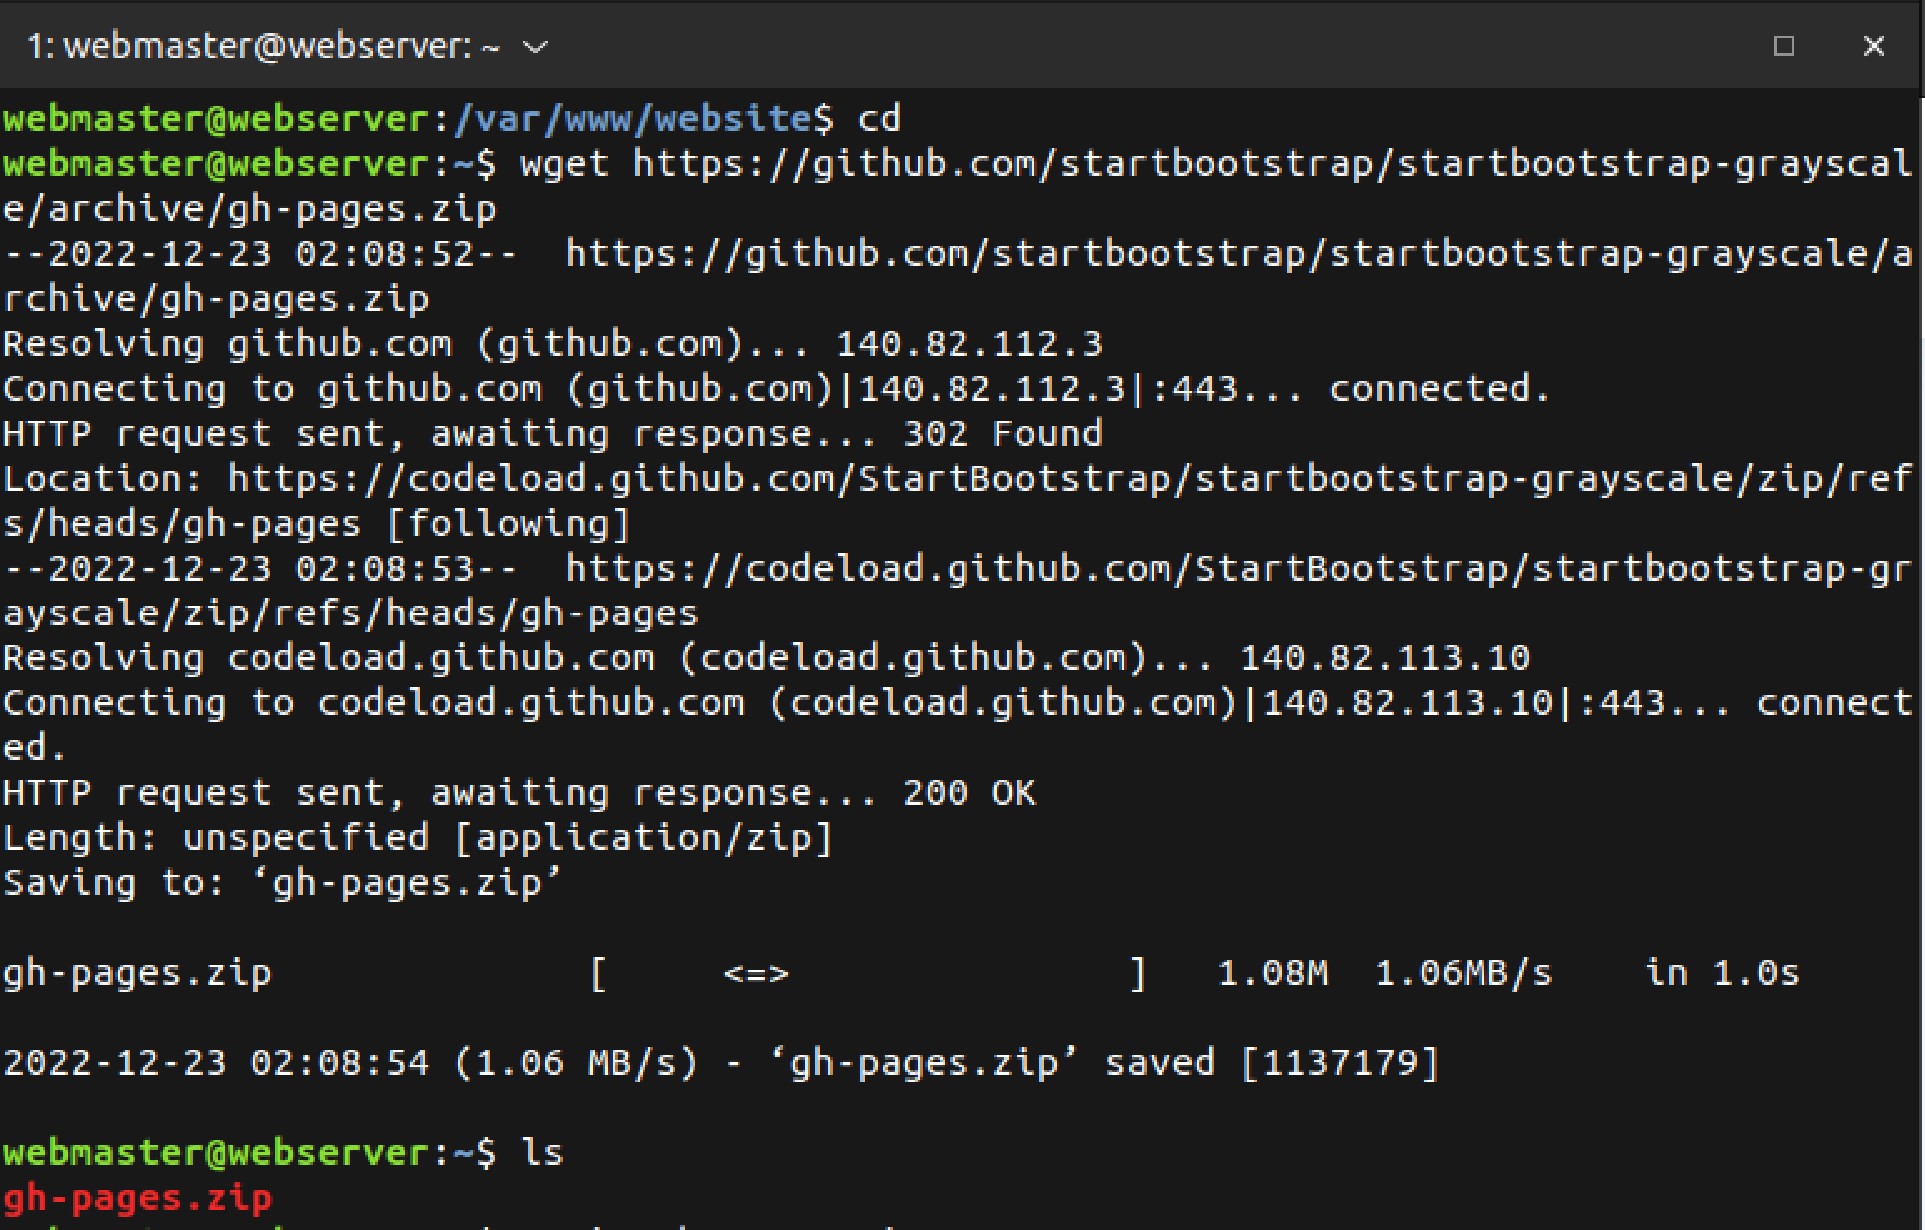 1: webmaster@webserver: ~
webmaster@webserver:/var/www/website$ cd
webmaster@webserver:~$ wget https://github.com/startbootstrap/startbootstrap-grayscal
e/archive/gh-pages.zip
--2022-12-23 02:08:52--  https://github.com/startbootstrap/startbootstrap-grayscale/a
rchive/gh-pages.zip
Resolving github.com (github.com)... 140.82.112.3
Connecting to github.com (github.com)|140.82.112.3|:443... connected.
HTTP request sent, awaiting response... 302 Found
Location: https://codeload.github.com/StartBootstrap/startbootstrap-grayscale/zip/ref
s/heads/gh-pages [following]
--2022-12-23 02:08:53--  https://codeload.github.com/StartBootstrap/startbootstrap-gr
ayscale/zip/refs/heads/gh-pages
Resolving codeload.github.com (codeload.github.com)... 140.82.113.10
Connecting to codeload.github.com (codeload.github.com)|140.82.113.10|:443... connect
ed.
HTTP request sent, awaiting response... 200 OK
Length: unspecified [application/zip]
Saving to: ‘gh-pages.zip’
gh-pages.zip              [     <=>               ]   1.08M  1.06MB/s    in 1.0s
2022-12-23 02:08:54 (1.06 MB/s) - ‘gh-pages.zip’ saved [1137179]
webmaster@webserver:~$ ls
gh-pages.zip